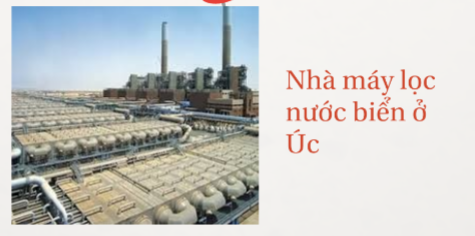 Nhà máy lọc
nước biển ở
Úc